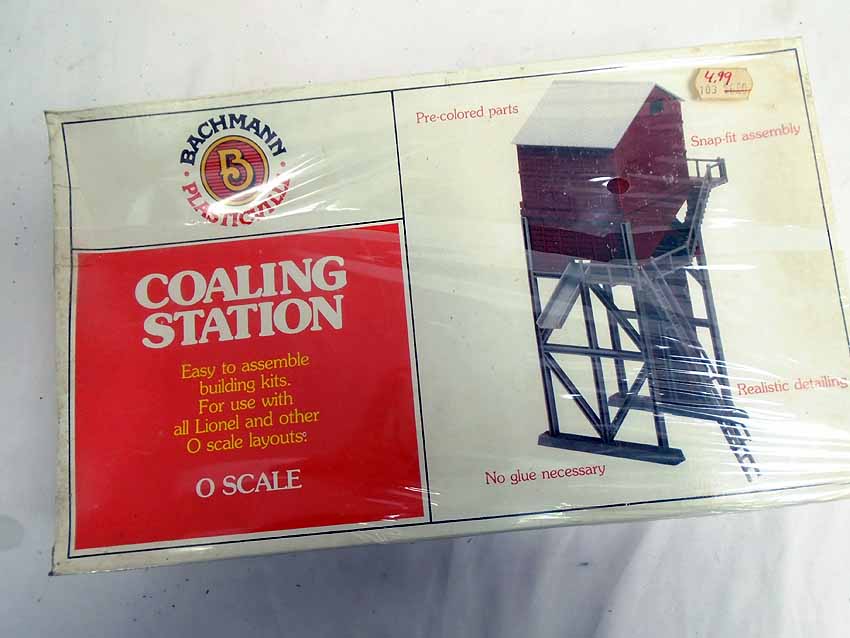 BACHMANN
B
PLASTICVILLE
COALING
STATION
Easy to assemble
building kits.
For use with
all Lionel and other
O scale layouts.
O SCALE
Pre-colored parts
4.99
103
Snap-fit assembly
Realistic detailing
No glue necessary